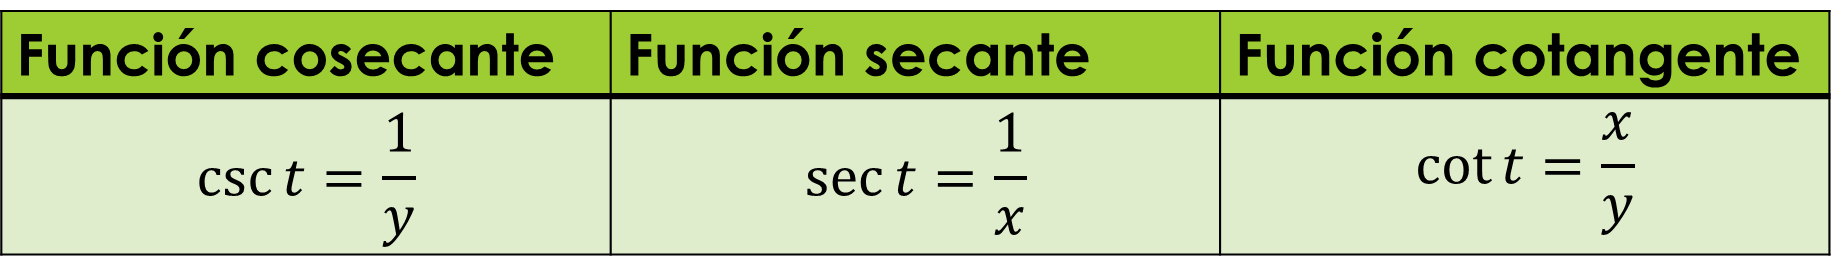 Función cosecante Función secante Función cotangente
csc t = 1/y sec t = 1/x cot t = x/y